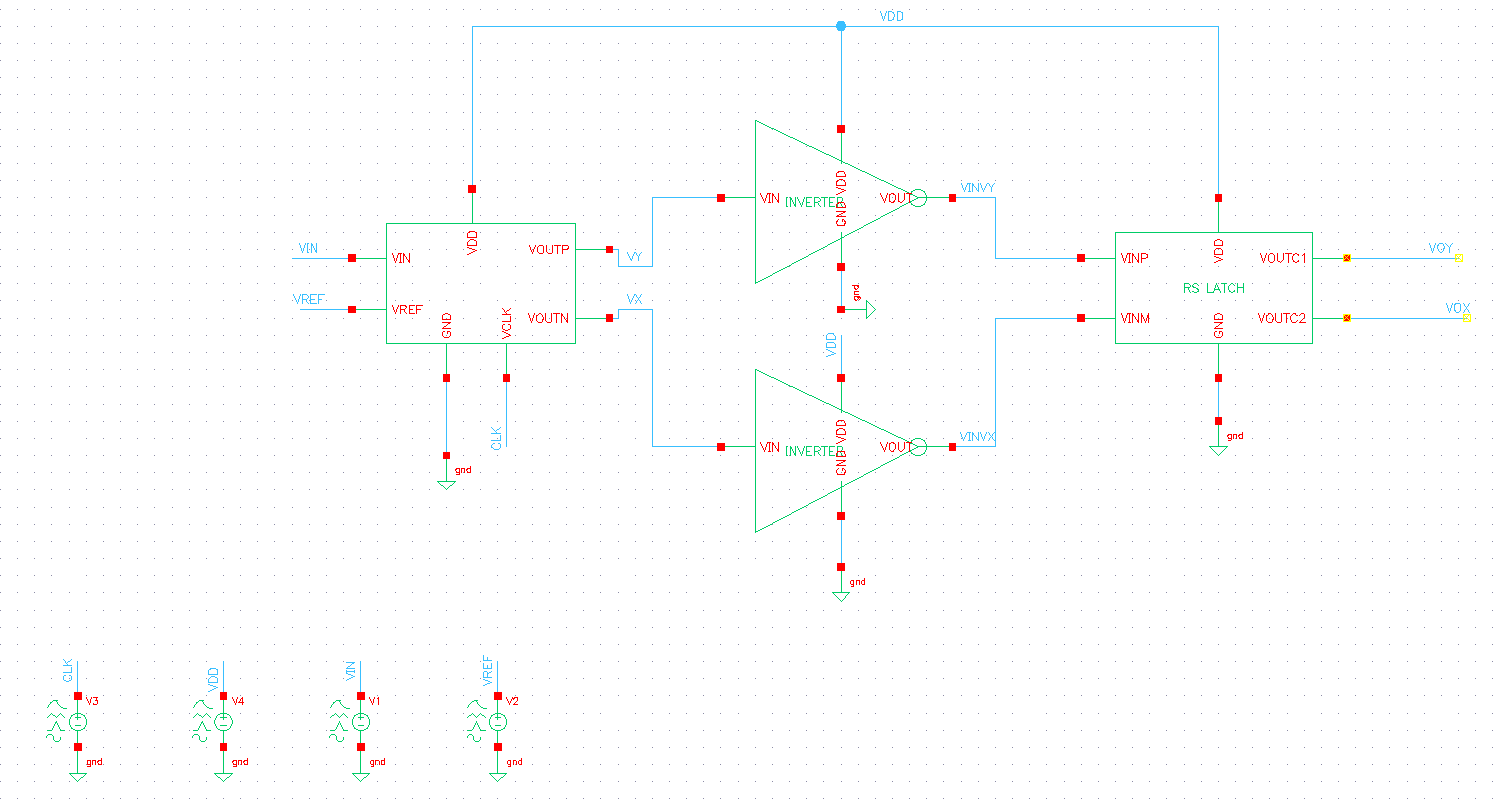 VDD
VIN
VREF
VIN
VREF
VDD
GND
VCLK
VOUTP
VOUTN
CLK
gnd
VY
VX
VIN
INVERTER
VDD
GND
VOUT
VINVY
gnd
VDD
VIN
INVERTER
VDD
GND
VOUT
VINVX
gnd
VINP
VINM
VDD
RS LATCH
GND
VOUTC1
VOUTC2
VOY
VOX
gnd
CLK
V3
gnd
VDD
V4
gnd
VIN
V1
gnd
VREF
V2
gnd